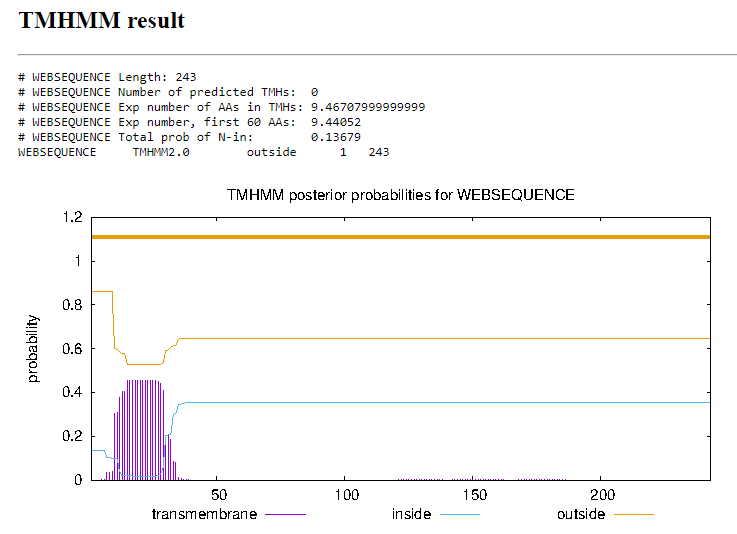 TMHMM result
# WEBSEQUENCE Length: 243
# WEBSEQUENCE Number of predicted TMHs:  0
# WEBSEQUENCE Exp number of AAs in TMHs: 9.46707999999999
# WEBSEQUENCE Exp number, first 60 AAs:  9.44052
# WEBSEQUENCE Total prob of N-in:        0.13679
WEBSEQUENCE     TMHMM2.0        outside      1   243
TMHMM posterior probabilities for WEBSEQUENCE
1.2
1
0.8
0.6
0.4
0.2
0
probability
50 100 150 200
transmembrane inside outside